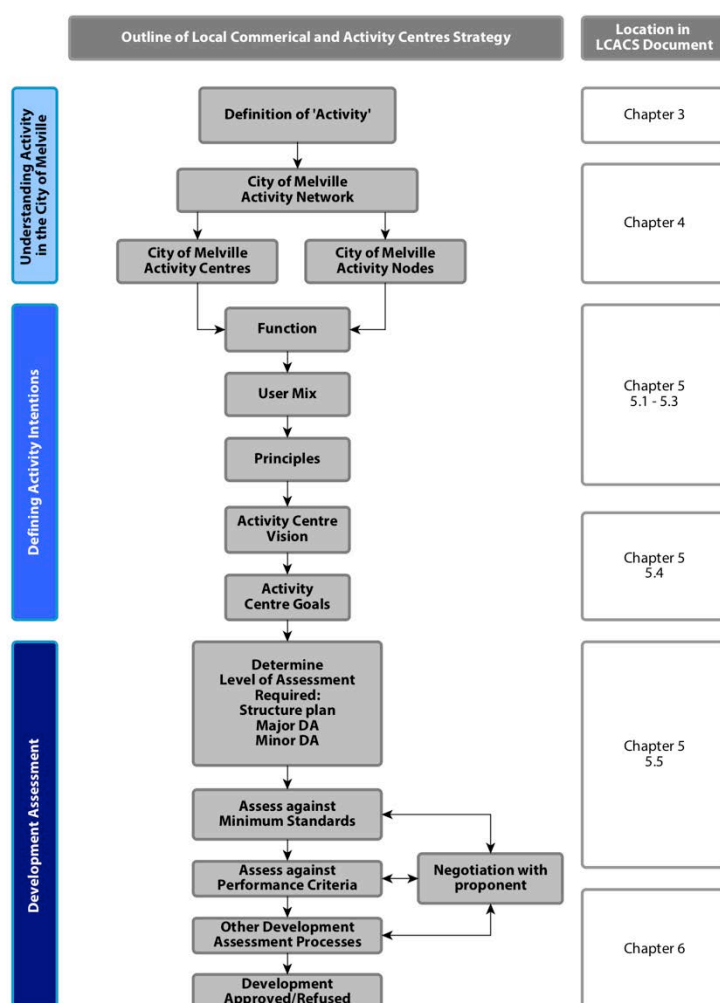 Outline of Local Commerical and Activity Centres Strategy
Location in
LCACS Document
Understanding Activity
in the City of Melville
Definition of 'Activity'
Chapter 3
City of Melville
Activity Network
Chapter 4
City of Melville
Activity Centres
City of Melville
Activity Nodes
Defining Activity Intentions
Function
User Mix
Chapter 5
5.1 - 5.3
Principles
Activity Centre
Vision
Chapter 5
5.4
Activity
Centre Goals
Development Assessment
Determine
Level of Assessment
Required:
Structure plan
Major DA
Minor DA
Chapter 5
5.5
Assess against
Minimum Standards
Assess against
Performance Criteria
Negotiation with
proponent
Other Development
Assessment Processes
Chapter 6
Development
Approved/Refused